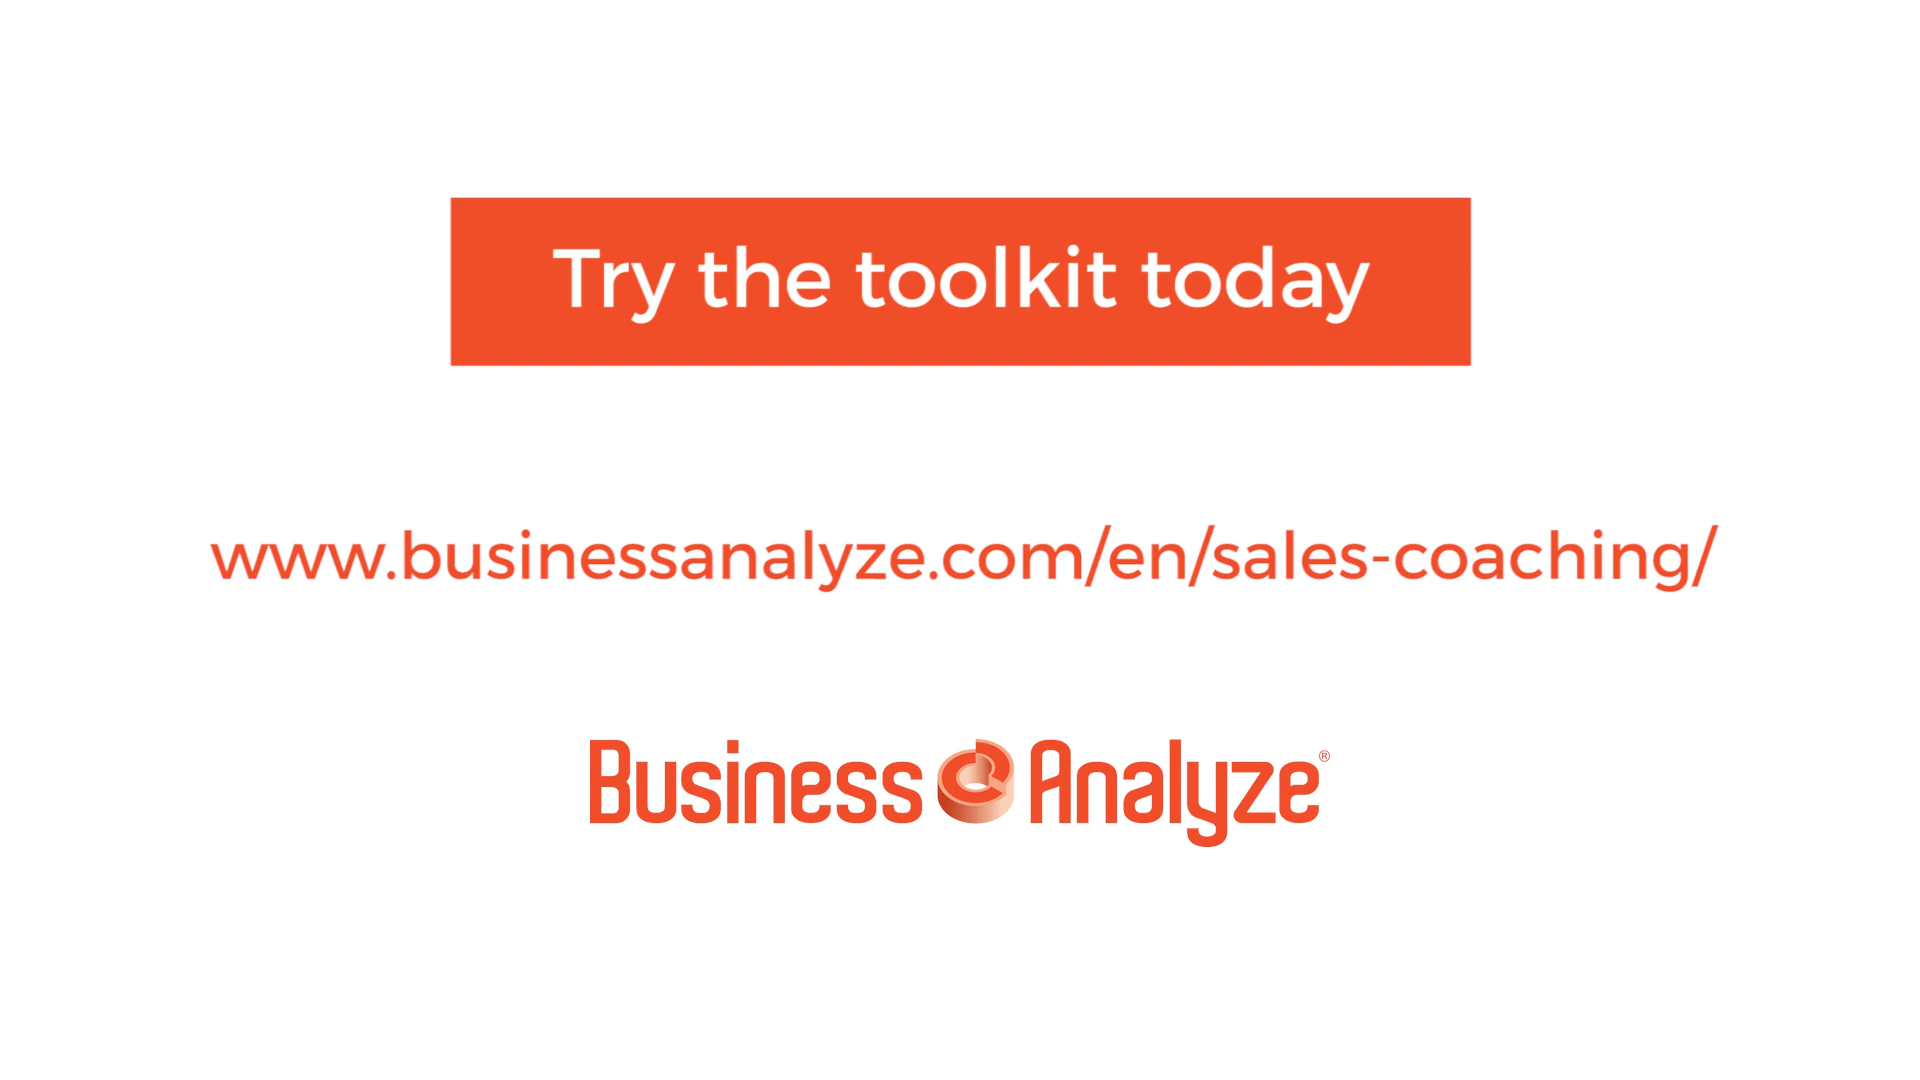 Try the toolkit today
www.businessanalyze.com/en/sales-coaching/
Business Analyze®